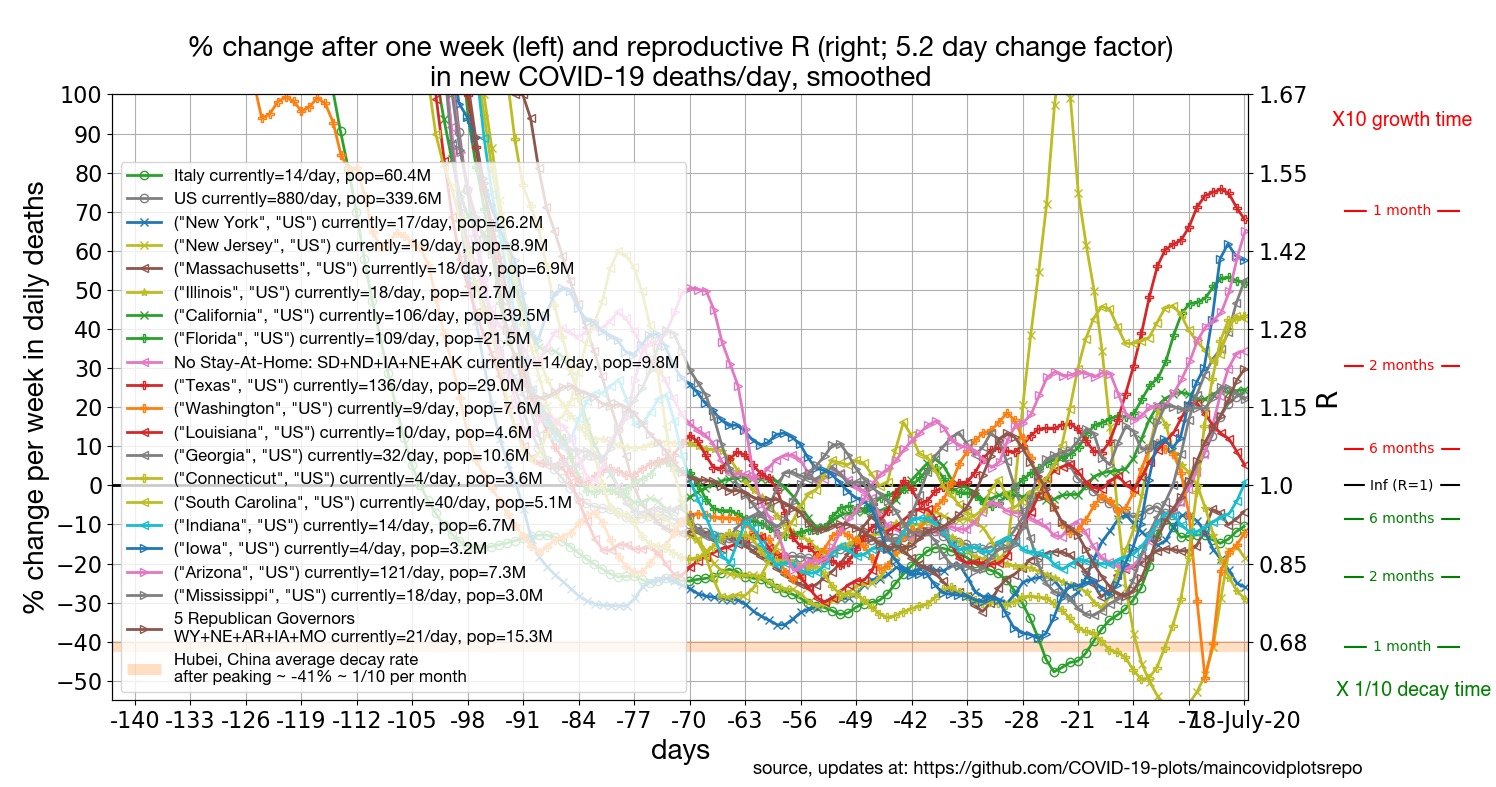 % change after one week (left) and reproductive R (right; 5.2 day change factor)
in new COVID-19 deaths/day, smoothed
% change per week in daily deaths
100
90
80
70
60
50
40
30
20
10
0
−10
−20
−30
−40
−50
Italy currently=14/day, pop=60.4M
US currently=880/day, pop=339.6M
("New York", "US") currently=17/day, pop=26.2M
("New Jersey", "US") currently=19/day, pop=8.9M
("Massachusetts", "US") currently=18/day, pop=6.9M
("Illinois", "US") currently=18/day, pop=12.7M
("California", "US") currently=106/day, pop=39.5M
("Florida", "US") currently=109/day, pop=21.5M
No Stay-At-Home: SD+ND+IA+NE+AK currently=14/day, pop=9.8M
("Texas", "US") currently=136/day, pop=29.0M
("Washington", "US") currently=9/day, pop=7.6M
("Louisiana", "US") currently=10/day, pop=4.6M
("Georgia", "US") currently=32/day, pop=10.6M
("Connecticut", "US") currently=4/day, pop=3.6M
("South Carolina", "US") currently=40/day, pop=5.1M
("Indiana", "US") currently=14/day, pop=6.7M
("Iowa", "US") currently=4/day, pop=3.2M
("Arizona", "US") currently=121/day, pop=7.3M
("Mississippi", "US") currently=18/day, pop=3.0M
5 Republican Governors
WY+NE+AR+IA+MO currently=21/day, pop=15.3M
Hubei, China average decay rate
after peaking ~ -41% ~ 1/10 per month
1.67
1.55
1.42
1.28
1.15
1.0
0.85
0.68
R
X10 growth time
1 month
2 months
6 months
Inf (R=1)
6 months
2 months
1 month
X 1/10 decay time
-140 -133 -126 -119 -112 -105 -98 -91 -84 -77 -70 -63 -56 -49 -42 -35 -28 -21 -14 -7 18-July-20
days
source, updates at: https://github.com/COVID-19-plots/maincovidplotsrepo